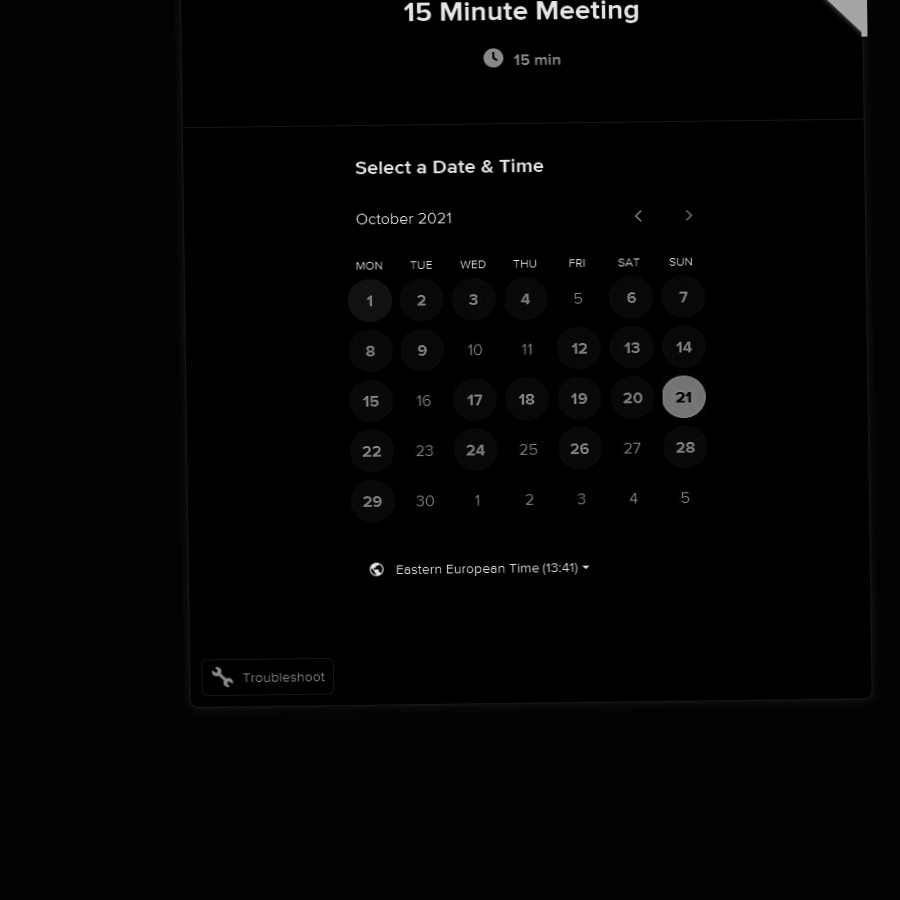 15 Minute Meeting
15 min
Select a Date & Time
October 2021
MON TUE WED THU FRI SAT SUN
1 2 3 4 5 6 7
8 9 10 11 12 13 14
15 16 17 18 19 20 21
22 23 24 25 26 27 28
29 30 1 2 3 4 5
Eastern European Time (13:41)
Troubleshoot